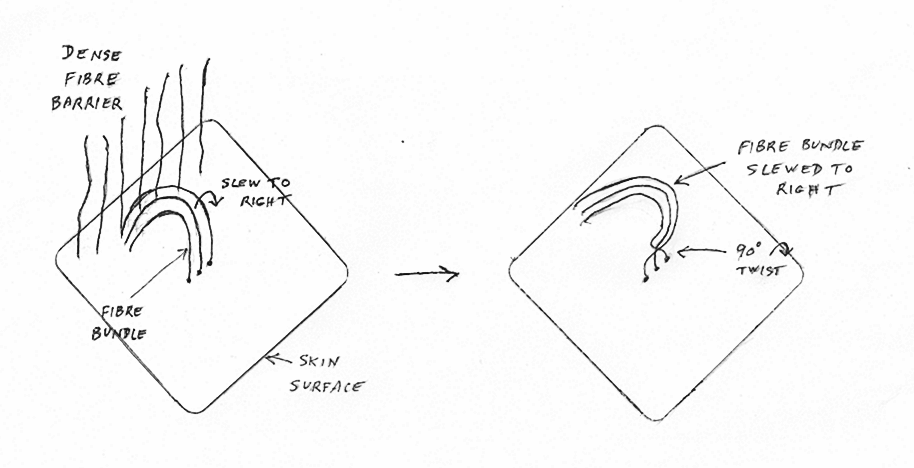 DENSE
FIBRE
BARRIER
SLEW TO
RIGHT
FIBRE
BUNDLE
SKIN
SURFACE
FIBRE BUNDLE
SLEWED TO
RIGHT
90°
TWIST